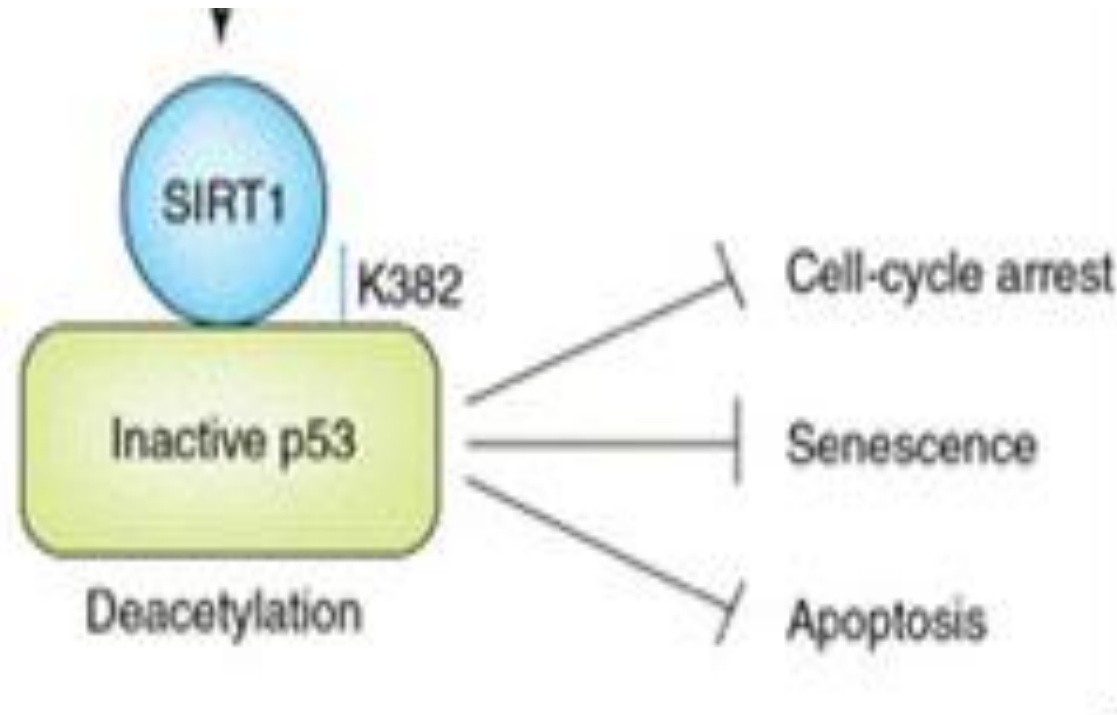 SIRT1
K382
Inactive p53
Deacetylation
Cell-cycle arrest
Senescence
Apoptosis